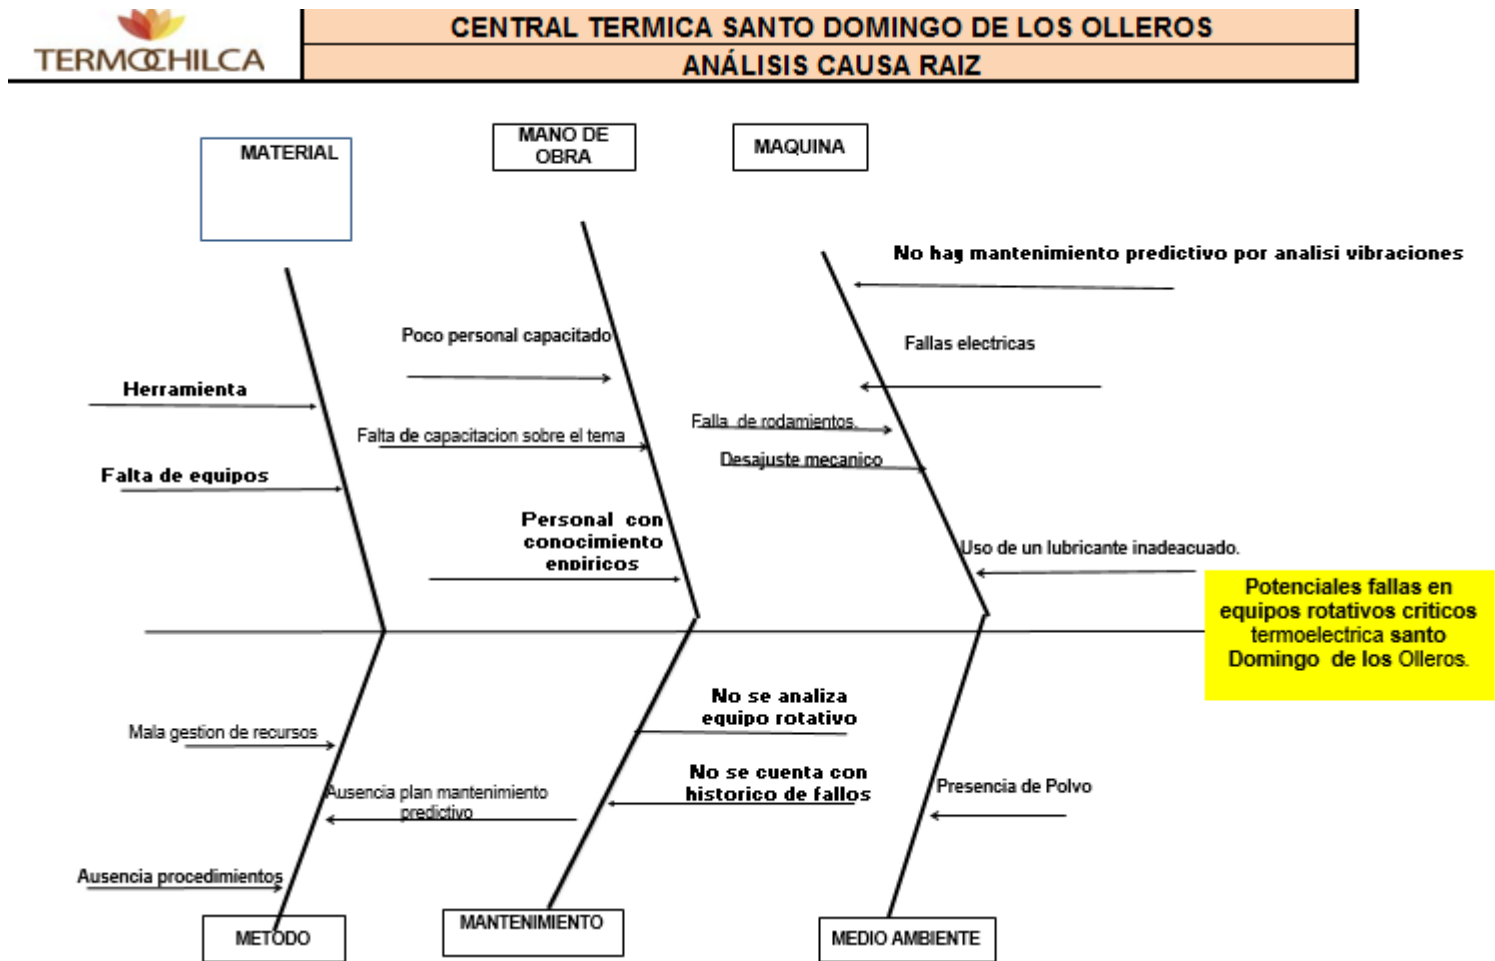 TERMOCHILCA
CENTRAL TERMICA SANTO DOMINGO DE LOS OLLEROS
ANÁLISIS CAUSA RAIZ
MATERIAL
MANO DE
OBRA
MAQUINA
No hay mantenimiento predictivo por analisi vibraciones
Poco personal capacitado
Fallas electricas
Herramienta
Falla de rodamientos.
Falta de capacitacion sobre el tema
Desajuste mecanico
Falta de equipos
Personal con
conocimiento
enpiricos
Uso de un lubricante inadeacuado.
Potenciales fallas en
equipos rotativos criticos
termoelectrica santo
Domingo de los Olleros.
No se analiza
equipo rotativo
Mala gestion de recursos
No se cuenta con
historico de fallos
Ausencia plan mantenimiento
predictivo
Presencia de Polvo
Ausencia procedimientos
METODO
MANTENIMIENTO
MEDIO AMBIENTE